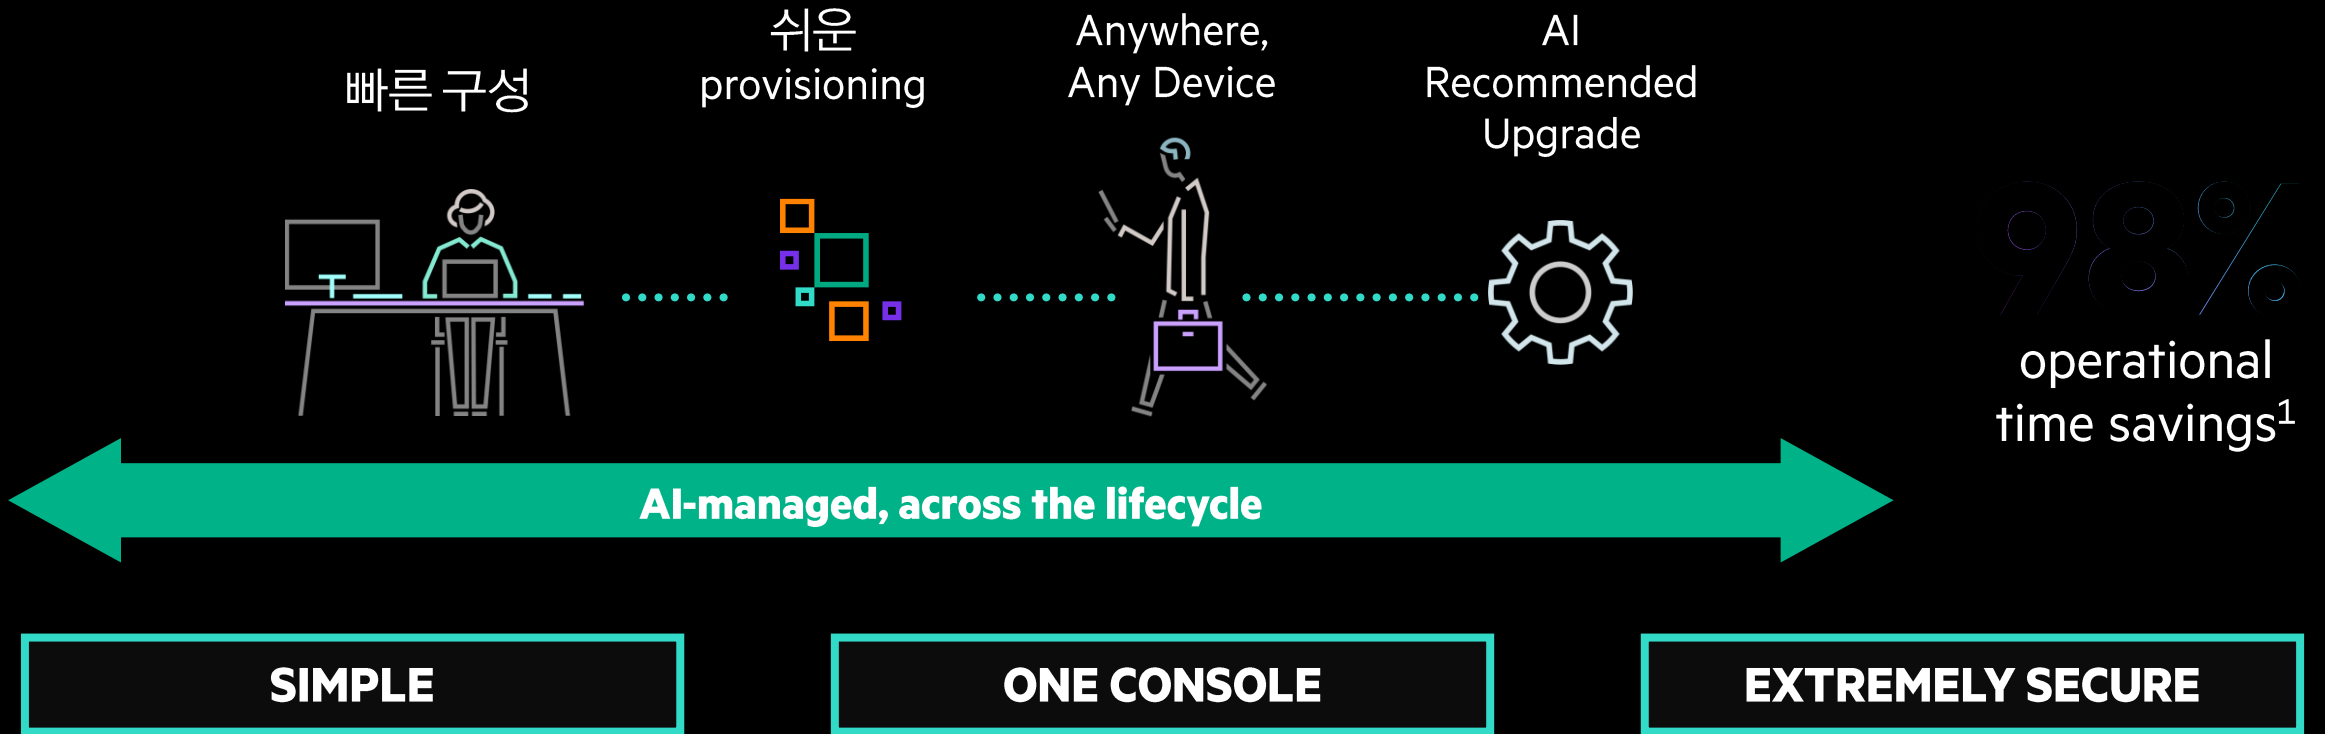 빠른 구성
쉬운
provisioning
Anywhere,
Any Device
AI
Recommended
Upgrade
98%
operational
time savings¹
AI-managed, across the lifecycle
SIMPLE
ONE CONSOLE
EXTREMELY SECURE